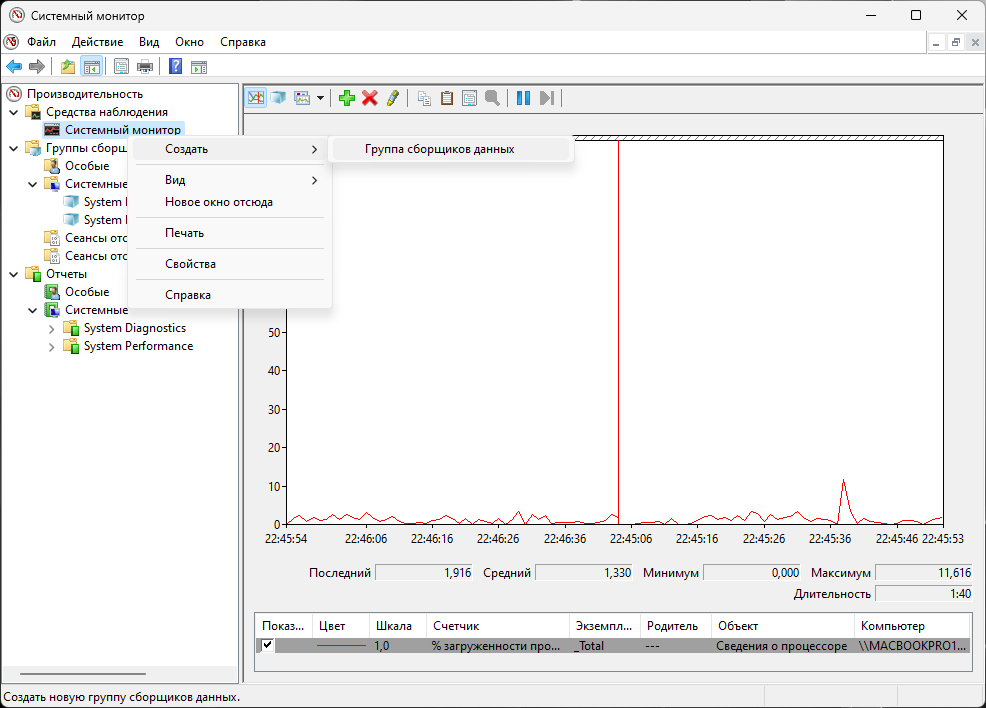 Системный монитор
Файл Действие Вид Окно Справка
Производительность
Средства наблюдения
Системный монитор
Группы сборщ
Особые
Системные
System
System
Сеансы отс
Сеансы отс
Отчеты
Особые
Системные
System Diagnostics
System Performance
Создать
Вид
Новое окно отсюда
Печать
Свойства
Справка
Группа сборщиков данных
50
40
30
20
10
0
22:45:54 22:46:06 22:46:16 22:46:26 22:46:36 22:45:06 22:45:16 22:45:26 22:45:36 22:45:46 22:45:53
Последний 1,916 Средний 1,330 Минимум 0,000 Максимум 11,616
Длительность 1:40
Показ... Цвет Шкала Счетчик Экземпл... Родитель Объект Компьютер
1,0 % загруженности про... _Total --- Сведения о процессоре \\MACBOOKPRO1...
Создать новую группу сборщиков данных.